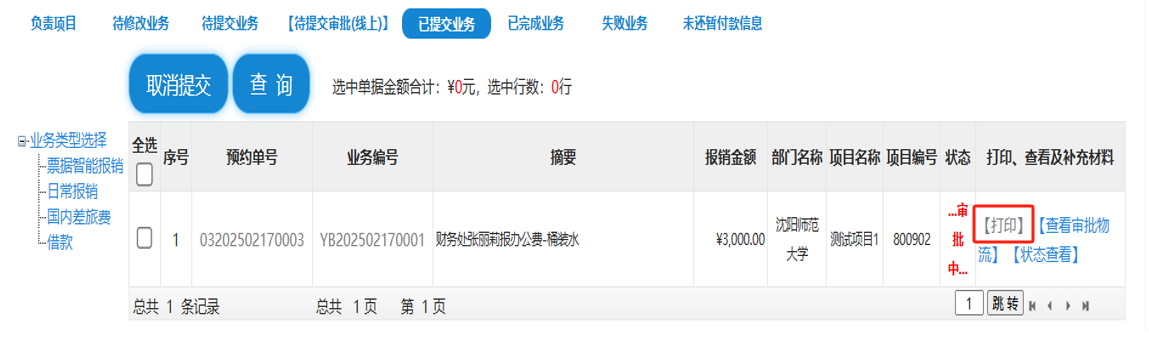 负责项目 待修改业务 待提交业务 【待提交审批(线上)】 已提交业务 已完成业务 失败业务 未还暂付款信息
取消提交 查 询 选中单据金额合计：¥0元，选中行数：0行
业务类型选择
票据智能报销
日常报销
国内差旅费
借款
全选 序号 预约单号 业务编号 摘要 报销金额 部门名称 项目名称 项目编号 状态 打印、查看及补充材料
1 03202502170003 YB202502170001 财务处张丽莉报办公费-桶装水 ¥3,000.00 沈阳师范大学 测试项目1 800902 ...审批中... 【打印】【查看审批物流】【状态查看】
总共 1 条记录 总共 1 页 第 1 页 1 跳 转